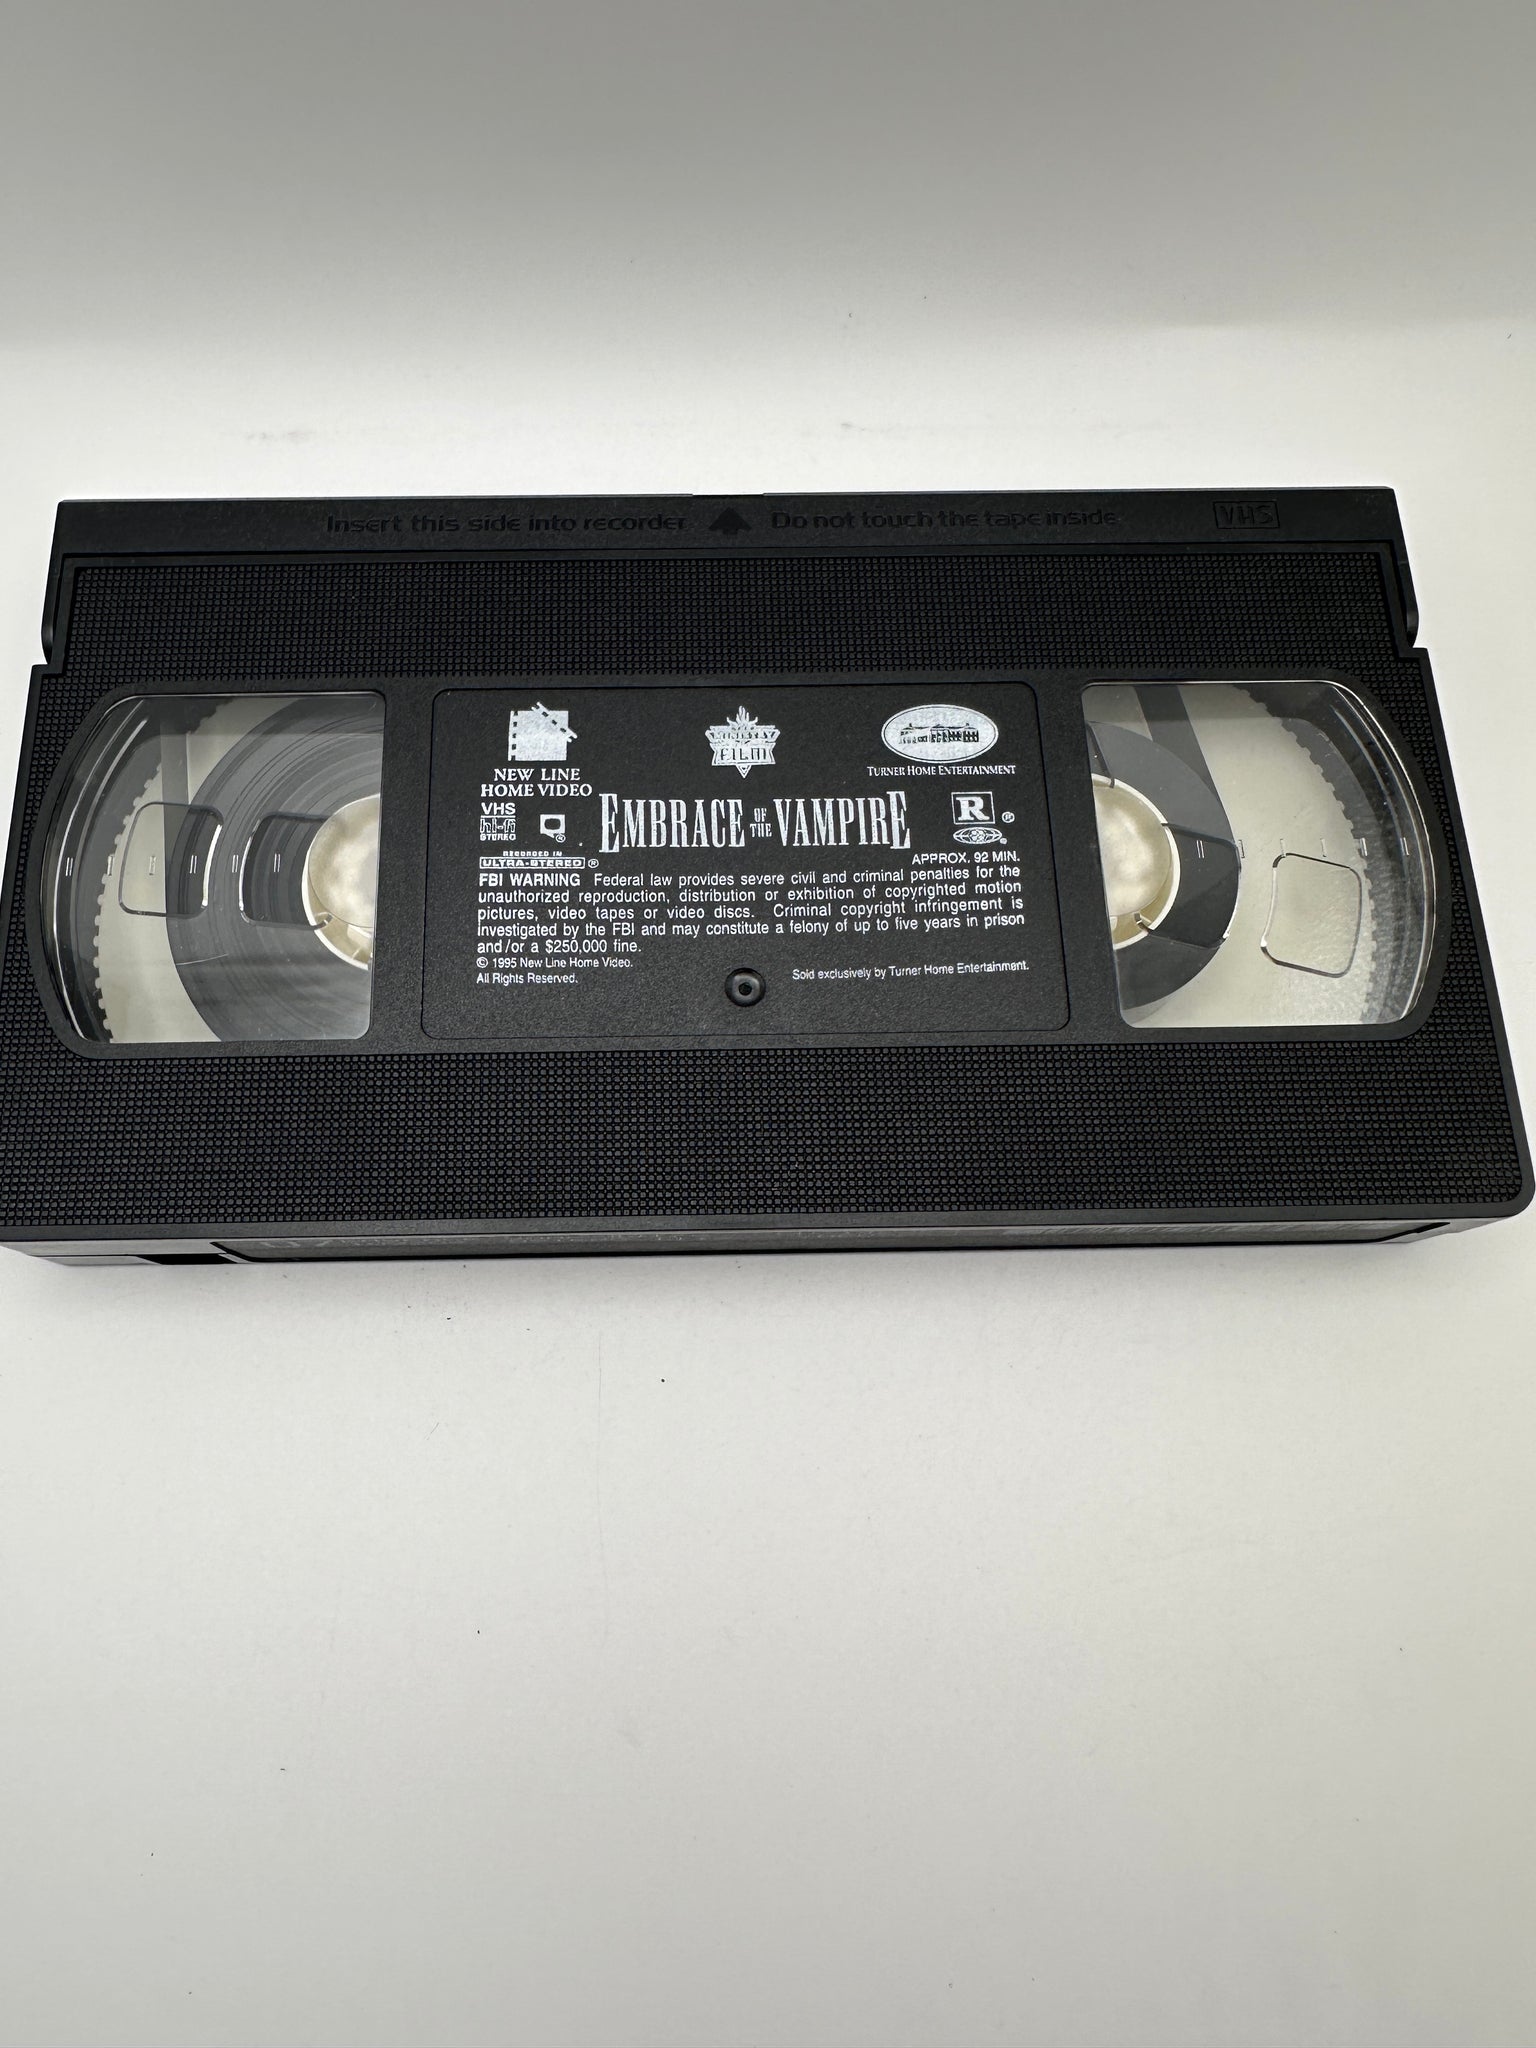 Insert this side into recorder Do not touch the tape inside VHS
NEW LINE
HOME VIDEO
MINISTRY
OF
FILM
TURNER HOME ENTERTAINMENT
VHS
hi-fi
STEREO
EMBRACE OF THE VAMPIRE
R
RECORDED IN
ULTRA-STEREO ®
APPROX. 92 MIN.
FBI WARNING Federal law provides severe civil and criminal penalties for the
unauthorized reproduction, distribution or exhibition of copyrighted motion
pictures, video tapes or video discs. Criminal copyright infringement is
investigated by the FBI and may constitute a felony of up to five years in prison
and/or a $250,000 fine.
© 1995 New Line Home Video.
All Rights Reserved.
Sold exclusively by Turner Home Entertainment.